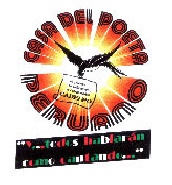 CASA DEL POETA
PERUANO
"...todos hablarán
como cantando..."